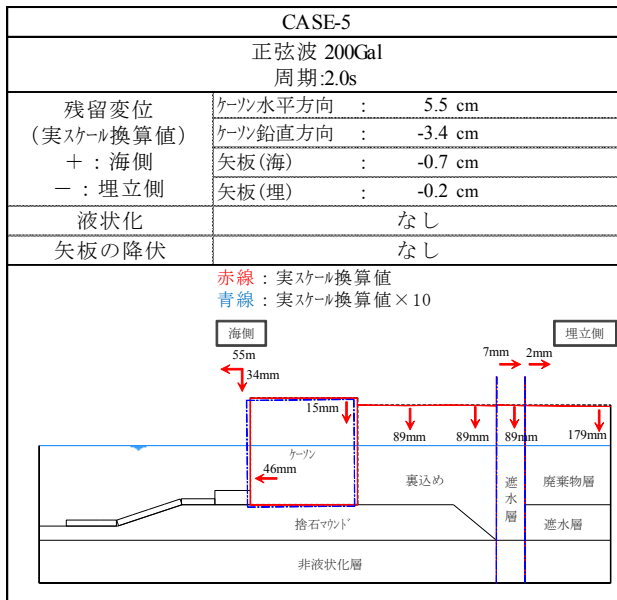 CASE-5
正弦波 200Gal
周期:2.0s
残留変位
(実ｽｹｰﾙ換算値)
＋：海側
－：埋立側
ｹｰｿﾝ水平方向 : 5.5 cm
ｹｰｿﾝ鉛直方向 : -3.4 cm
矢板(海) : -0.7 cm
矢板(埋) : -0.2 cm
液状化 なし
矢板の降伏 なし
赤線：実ｽｹｰﾙ換算値
青線：実ｽｹｰﾙ換算値×10
海側 埋立側
55m 7mm 2mm
34mm
15mm
89mm 89mm 89mm 179mm
ｹｰｿﾝ
46mm 裏込め 遮水層 廃棄物層
捨石ﾏｳﾝﾄﾞ 遮水層
非液状化層